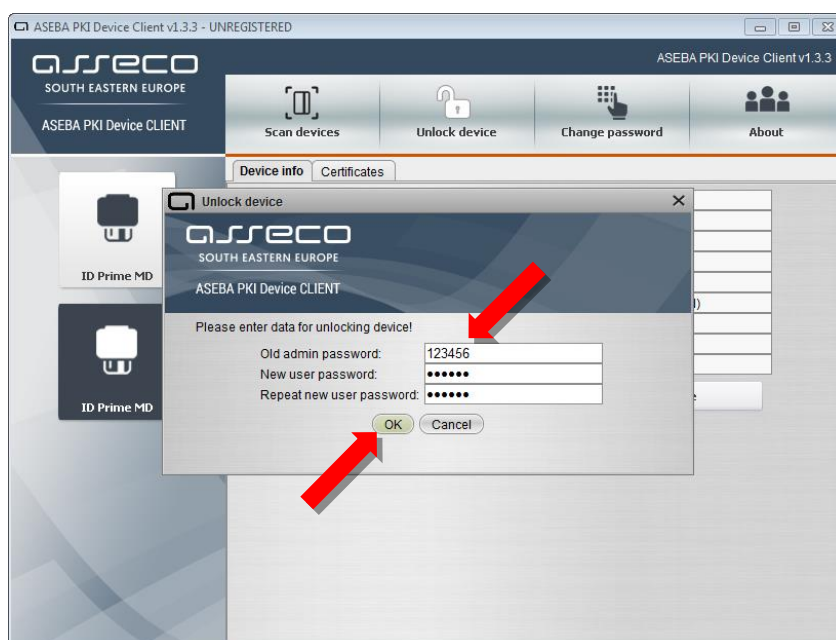 ASEBA PKI Device Client v1.3.3 - UNREGISTERED
asseco
SOUTH EASTERN EUROPE
ASEBA PKI Device CLIENT
ASEBA PKI Device Client v1.3.3
Scan devices
Unlock device
Change password
About
Device info
Certificates
ID Prime MD
ID Prime MD
Unlock device
asseco
SOUTH EASTERN EUROPE
ASEBA PKI Device CLIENT
Please enter data for unlocking device!
Old admin password: 123456
New user password: ••••••
Repeat new user password: ••••••
OK Cancel